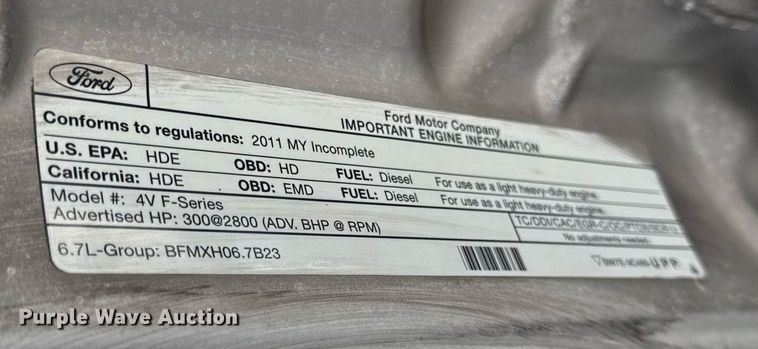 Ford
Ford Motor Company
IMPORTANT ENGINE INFORMATION
Conforms to regulations: 2011 MY Incomplete
U.S. EPA: HDE OBD: HD FUEL: Diesel For use as a light heavy-duty engine.
California: HDE OBD: EMD FUEL: Diesel For use as a light heavy-duty engine.
Model #: 4V F-Series
Advertised HP: 300@2800 (ADV. BHP @ RPM)
No adjustments needed.
6.7L-Group: BFMXH06.7B23
Purple Wave Auction